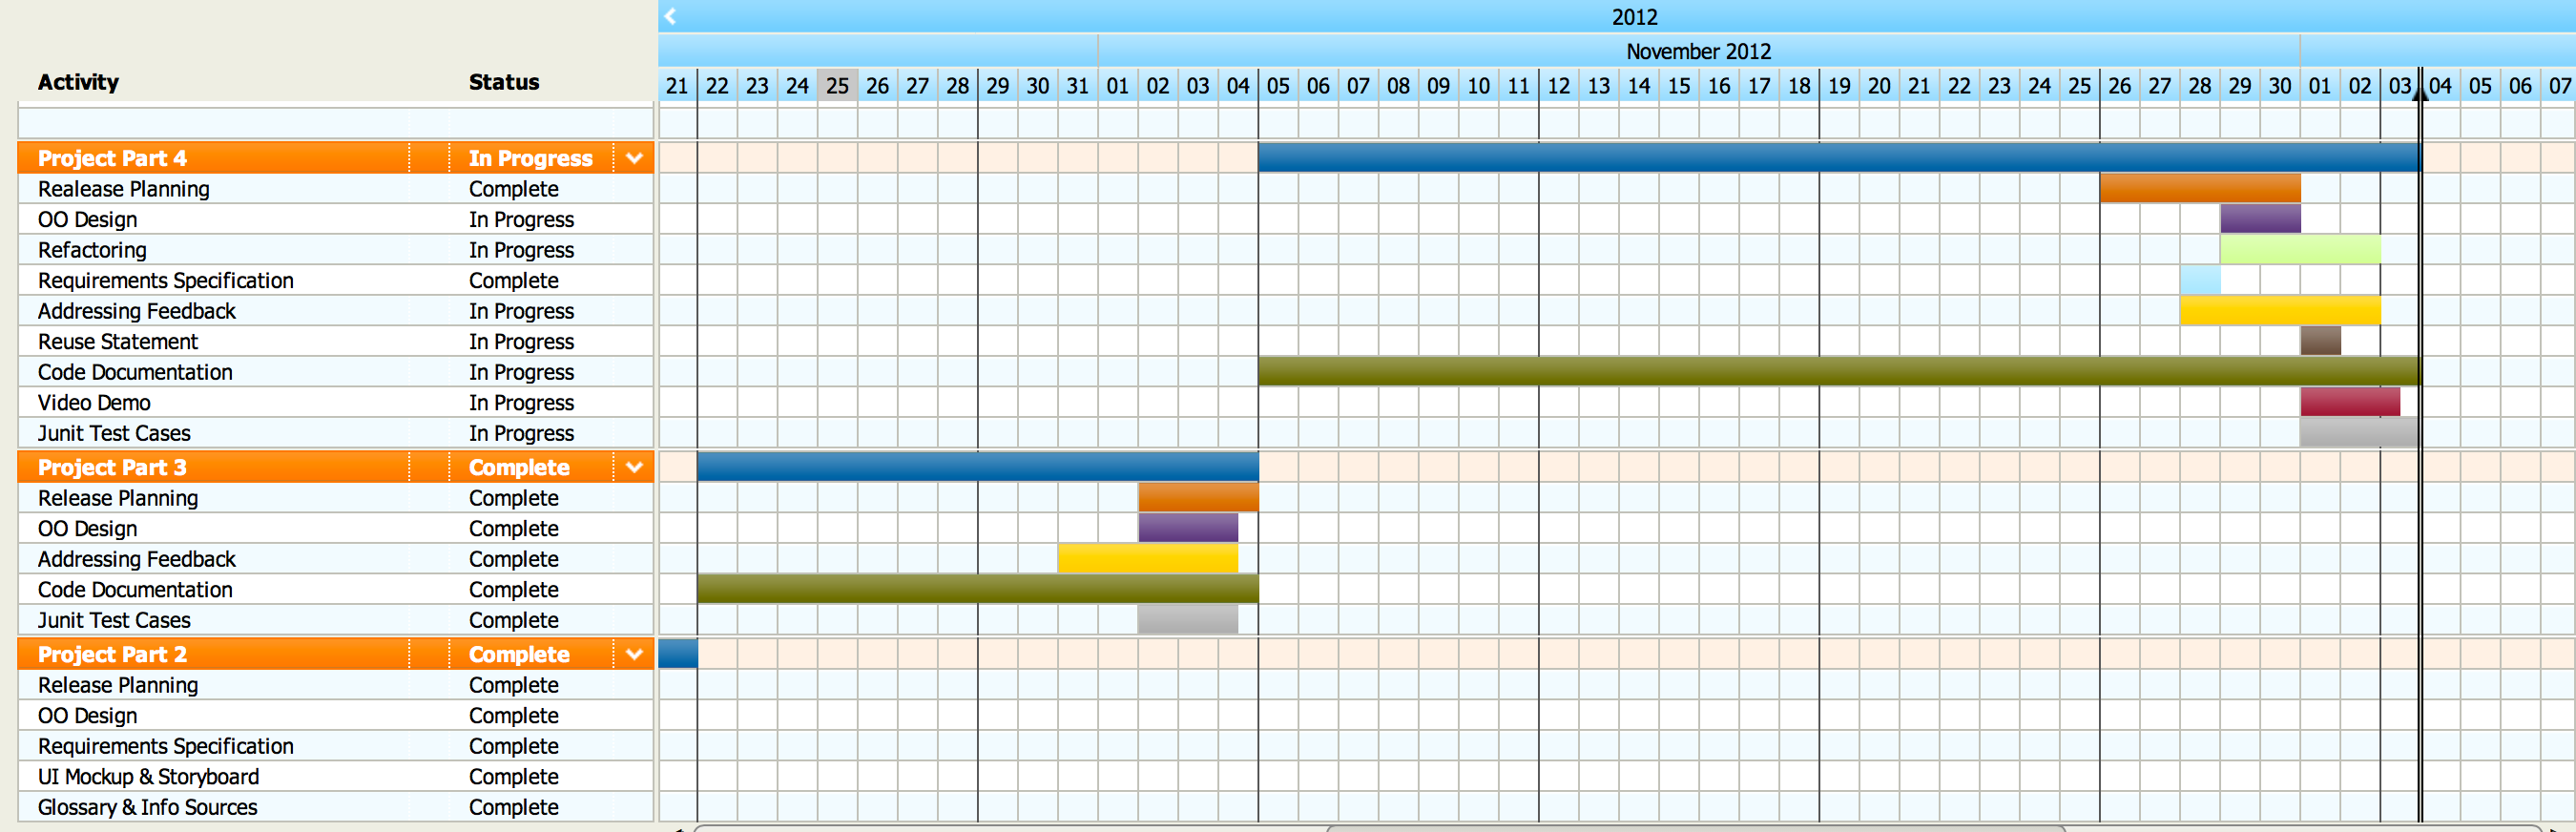 2012
November 2012
Activity Status 21 22 23 24 25 26 27 28 29 30 31 01 02 03 04 05 06 07 08 09 10 11 12 13 14 15 16 17 18 19 20 21 22 23 24 25 26 27 28 29 30 01 02 03 04 05 06 07
Project Part 4 In Progress
Realease Planning Complete
OO Design In Progress
Refactoring In Progress
Requirements Specification Complete
Addressing Feedback In Progress
Reuse Statement In Progress
Code Documentation In Progress
Video Demo In Progress
Junit Test Cases In Progress
Project Part 3 Complete
Release Planning Complete
OO Design Complete
Addressing Feedback Complete
Code Documentation Complete
Junit Test Cases Complete
Project Part 2 Complete
Release Planning Complete
OO Design Complete
Requirements Specification Complete
UI Mockup & Storyboard Complete
Glossary & Info Sources Complete